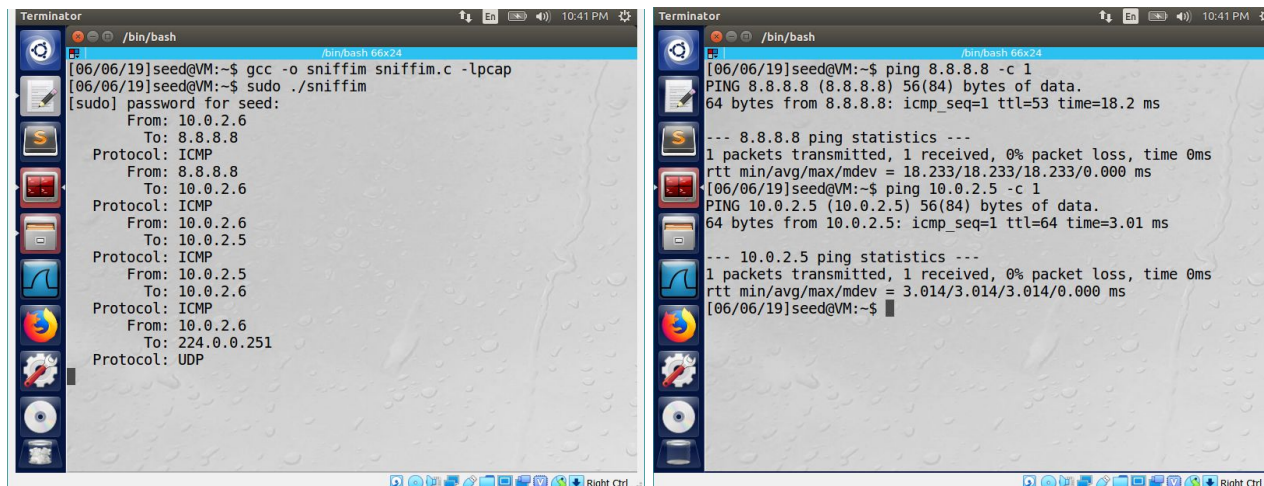 Terminator
En
10:41 PM
/bin/bash
/bin/bash 66x24
[06/06/19]seed@VM:~$ gcc -o sniffim sniffim.c -lpcap
[06/06/19]seed@VM:~$ sudo ./sniffim
[sudo] password for seed:
From: 10.0.2.6
To: 8.8.8.8
Protocol: ICMP
From: 8.8.8.8
To: 10.0.2.6
Protocol: ICMP
From: 10.0.2.6
To: 10.0.2.5
Protocol: ICMP
From: 10.0.2.5
To: 10.0.2.6
Protocol: ICMP
From: 10.0.2.6
To: 224.0.0.251
Protocol: UDP
Right Ctrl
Terminator
En
10:41 PM
/bin/bash
/bin/bash 66x24
[06/06/19]seed@VM:~$ ping 8.8.8.8 -c 1
PING 8.8.8.8 (8.8.8.8) 56(84) bytes of data.
64 bytes from 8.8.8.8: icmp_seq=1 ttl=53 time=18.2 ms
--- 8.8.8.8 ping statistics ---
1 packets transmitted, 1 received, 0% packet loss, time 0ms
rtt min/avg/max/mdev = 18.233/18.233/18.233/0.000 ms
[06/06/19]seed@VM:~$ ping 10.0.2.5 -c 1
PING 10.0.2.5 (10.0.2.5) 56(84) bytes of data.
64 bytes from 10.0.2.5: icmp_seq=1 ttl=64 time=3.01 ms
--- 10.0.2.5 ping statistics ---
1 packets transmitted, 1 received, 0% packet loss, time 0ms
rtt min/avg/max/mdev = 3.014/3.014/3.014/0.000 ms
[06/06/19]seed@VM:~$
Right Ctrl